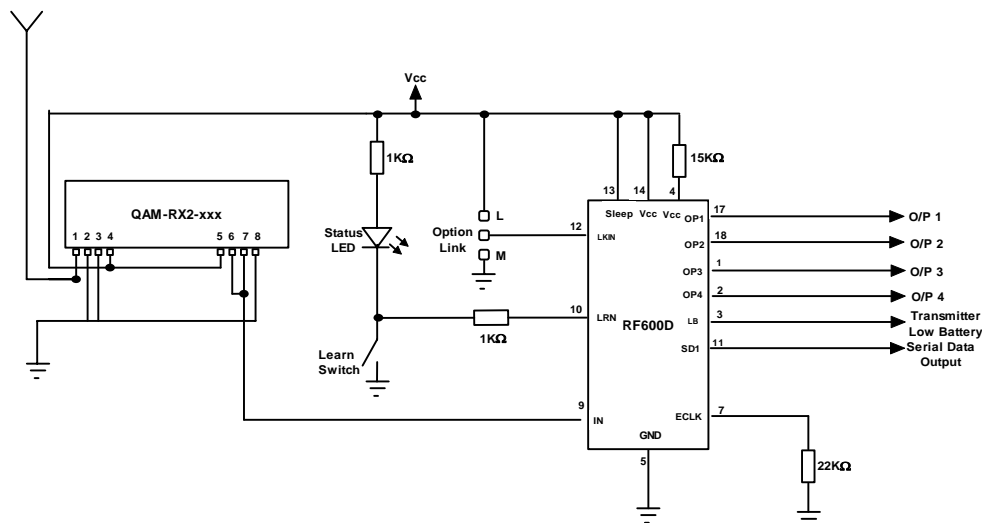 Vcc
1KΩ
15KΩ
13
14
4
QAM-RX2-xxx
1 2 3 4
5 6 7 8
Status
LED
Option
Link
L
M
12
LKIN
Sleep
Vcc
Vcc
OP1
17
O/P 1
OP2
18
O/P 2
OP3
1
O/P 3
OP4
2
O/P 4
LB
3
Transmitter
Low Battery
SD1
11
Serial Data
Output
10
LRN
RF600D
1KΩ
Learn
Switch
9
IN
ECLK
7
GND
5
22KΩ